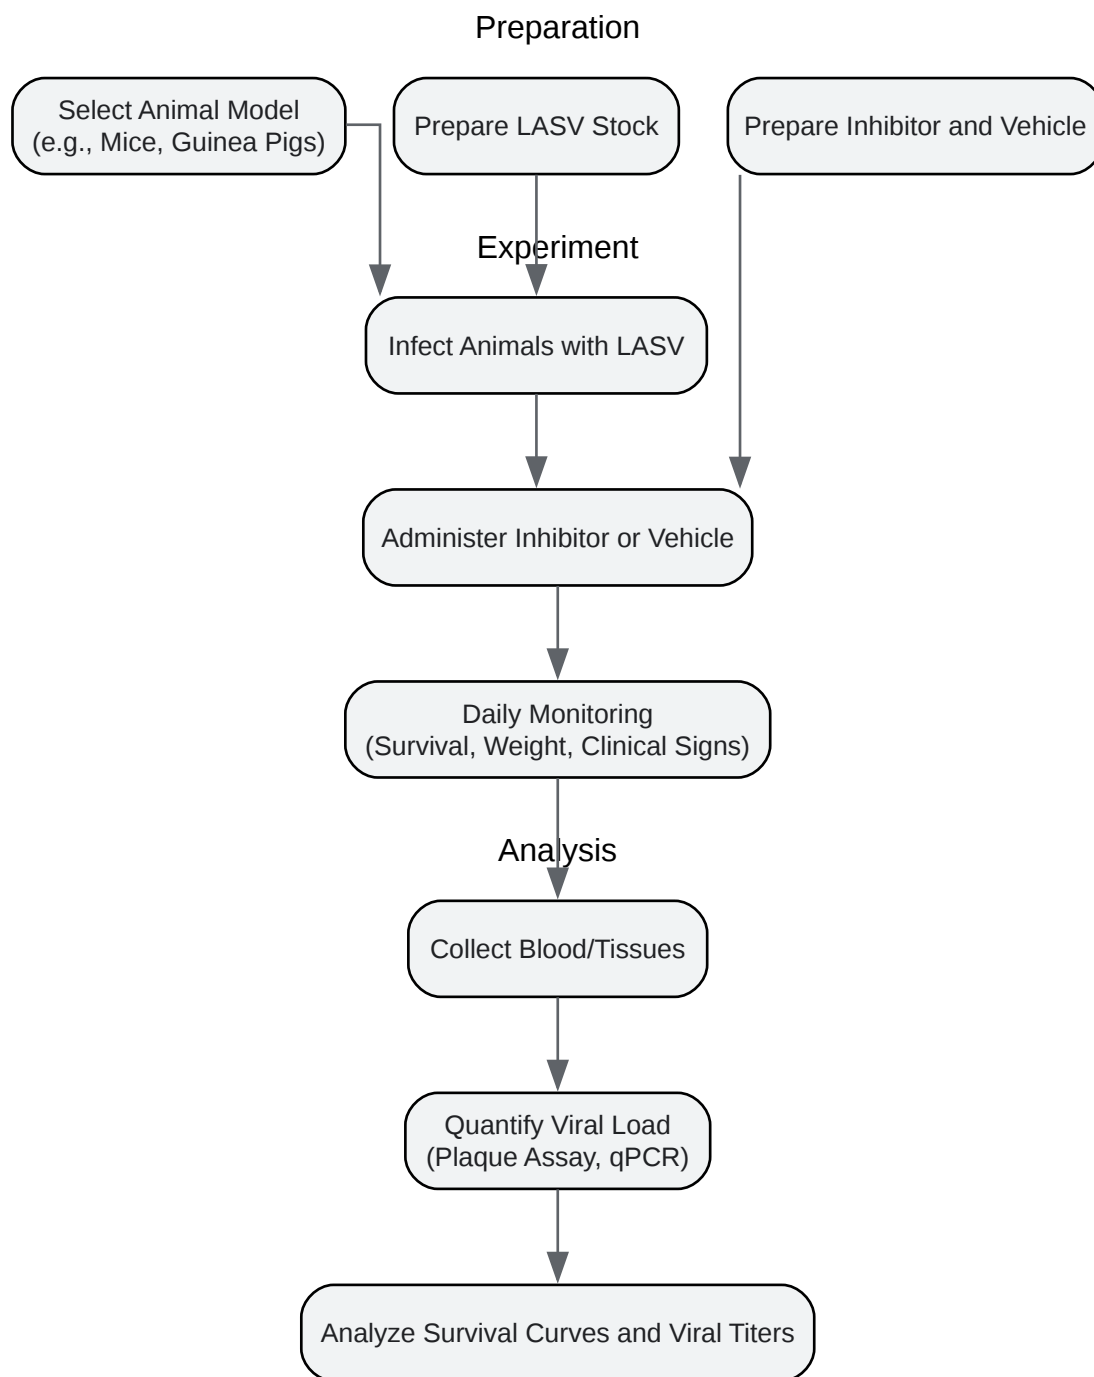 Preparation
Select Animal Model
(e.g., Mice, Guinea Pigs)
Prepare LASV Stock
Prepare Inhibitor and Vehicle
Experiment
Infect Animals with LASV
Administer Inhibitor or Vehicle
Daily Monitoring
(Survival, Weight, Clinical Signs)
Analysis
Collect Blood/Tissues
Quantify Viral Load
(Plaque Assay, qPCR)
Analyze Survival Curves and Viral Titers